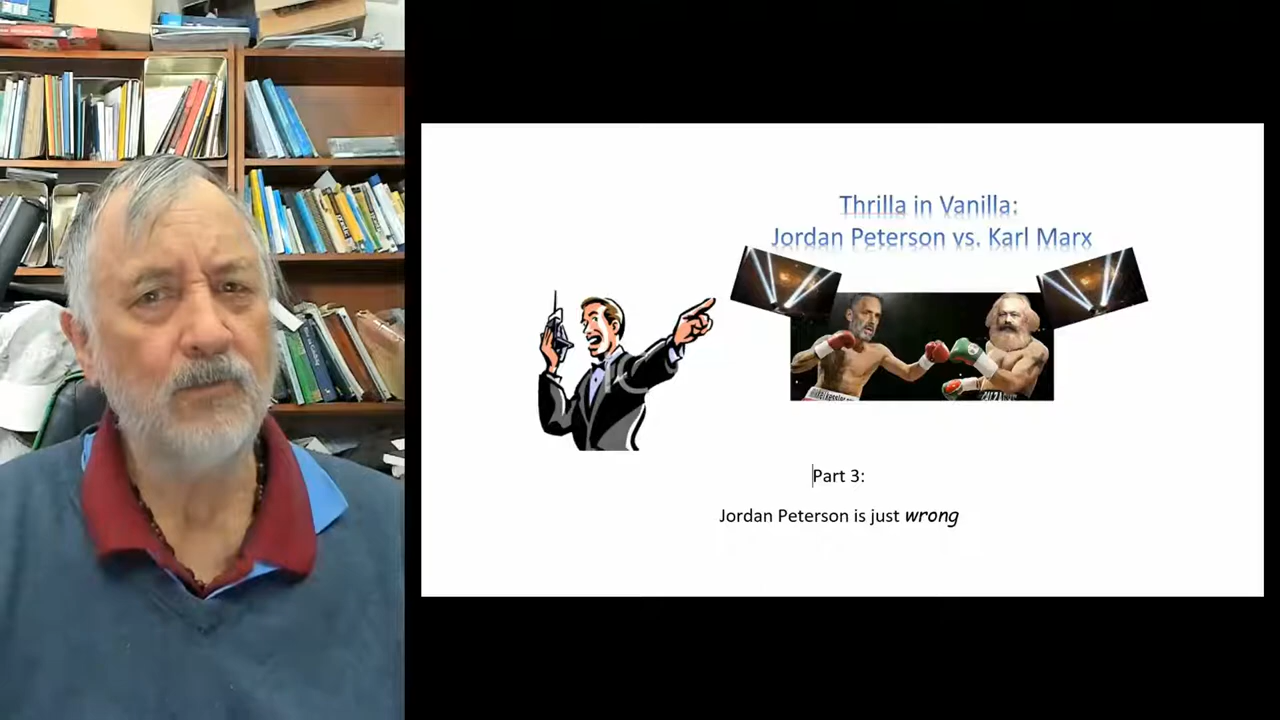 Thrilla in Vanilla:
Jordan Peterson vs. Karl Marx
Part 3:
Jordan Peterson is just wrong